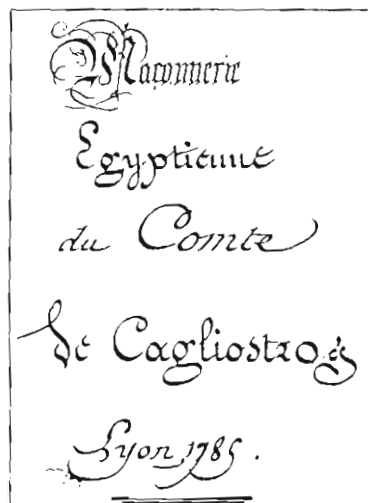 Maçonnerie
Egyptienne
du Comte
de Cagliostro
Lyon 1785.